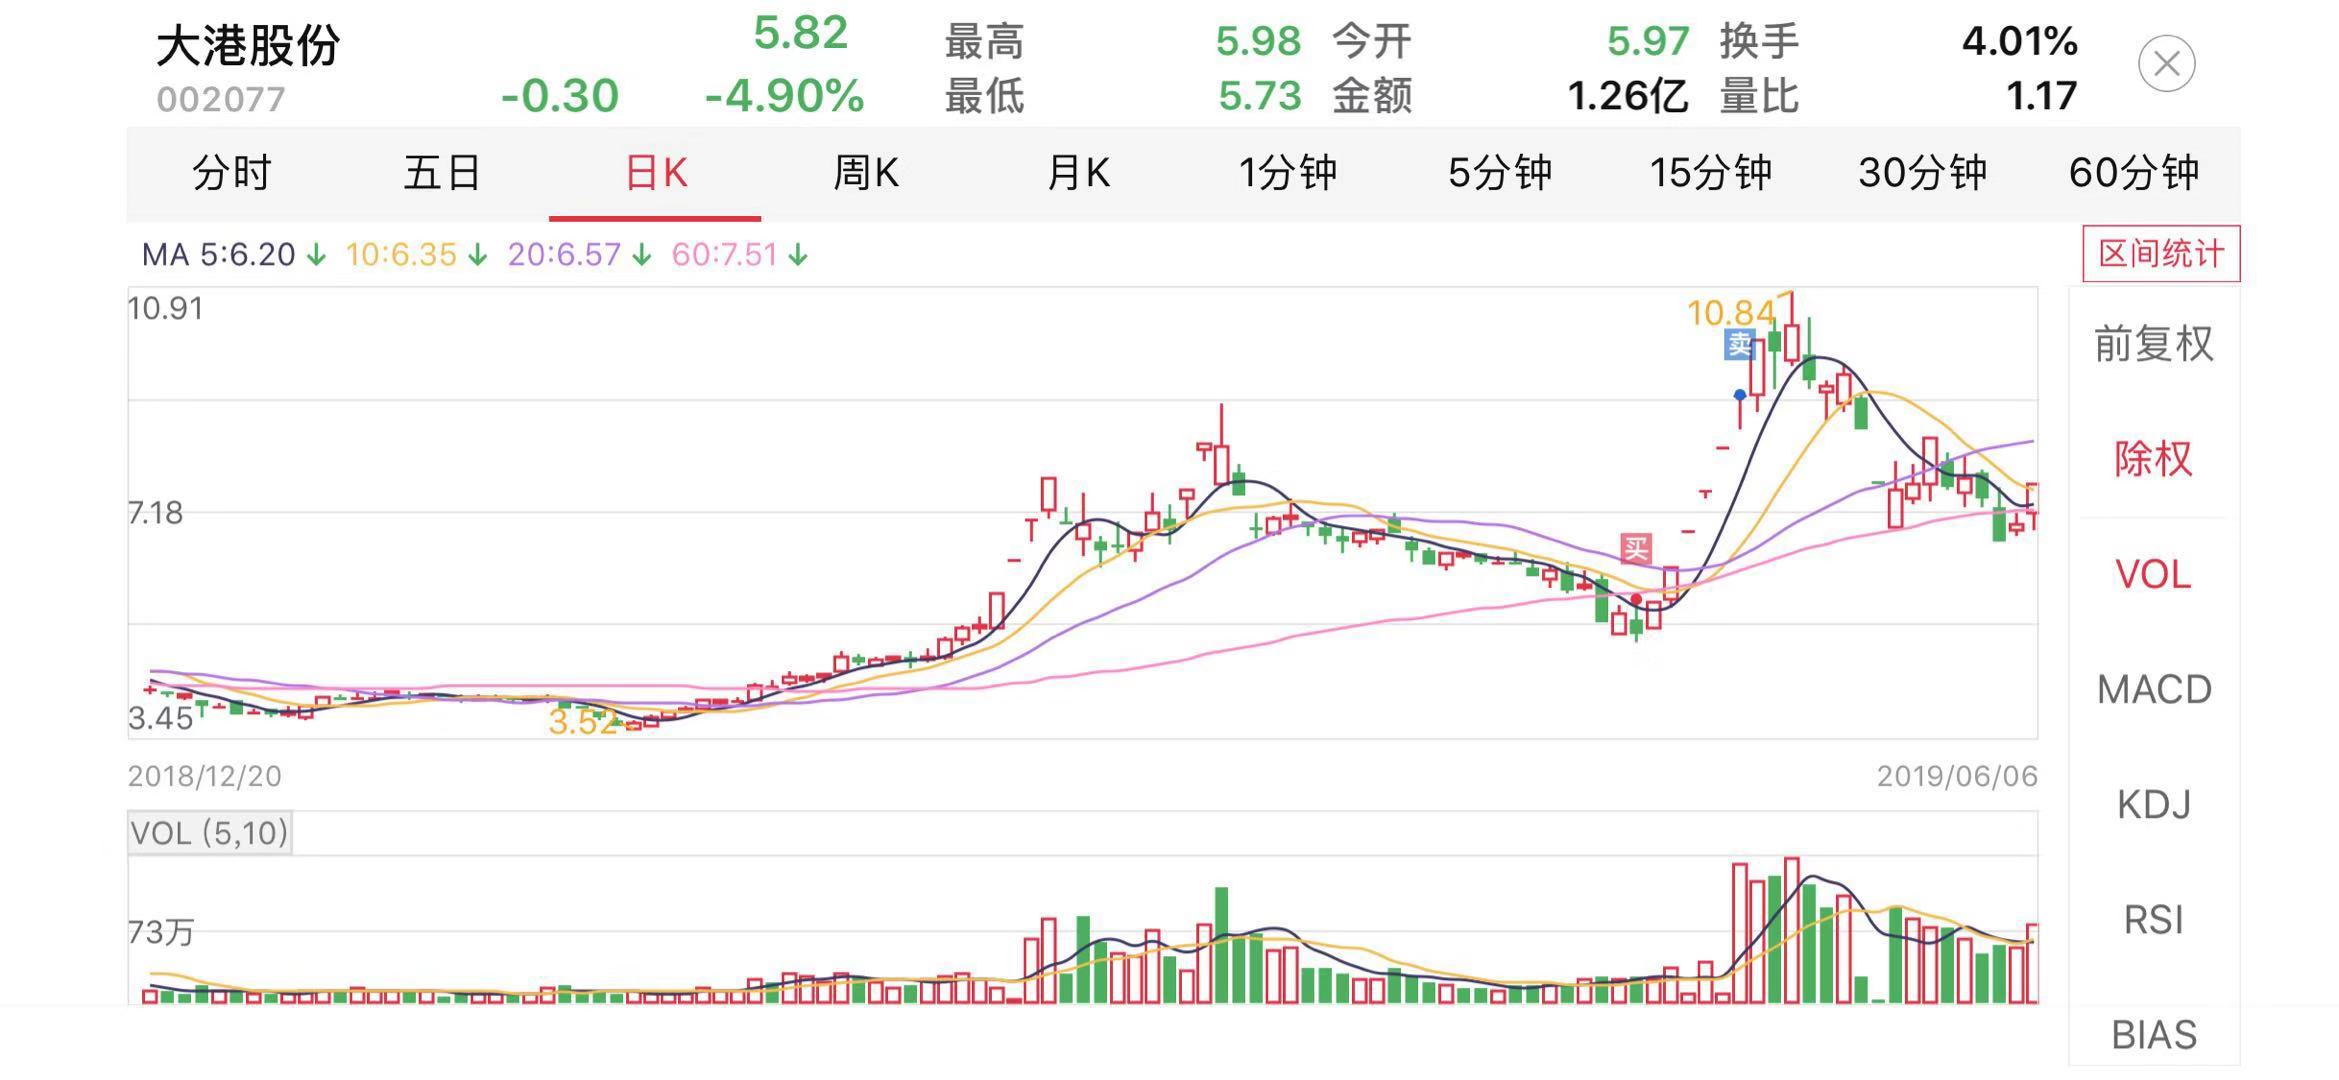 大港股份 5.82 最高 5.98 今开 5.97 换手 4.01%
002077 -0.30 -4.90% 最低 5.73 金额 1.26亿 量比 1.17
分时 五日 日K 周K 月K 1分钟 5分钟 15分钟 30分钟 60分钟
MA 5:6.20↓ 10:6.35↓ 20:6.57↓ 60:7.51↓ 区间统计
10.91
10.84
卖
前复权
除权
7.18
买
VOL
MACD
3.45
3.52
2018/12/20 2019/06/06
KDJ
VOL (5,10)
RSI
73万
BIAS